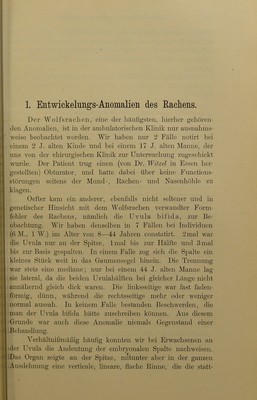 1. Entwickelungs-Anomalien des Rachens.
Der Wolfsrachen, eine der häufigsten, hierher gehören-
den Anomalien, ist in der ambulatorischen Klinik nur ausnahms-
weise beobachtet worden. Wir haben nur 2 Fälle notirt bei
einem 2 J. alten Kinde und bei einem 17 J. alten Manne, der
uns von der chirurgischen Klinik zur Untersuchung zugeschickt
wurde. Der Patient trug einen (von Dr. Witzel in Essen her-
gestellten) Obturator, und hatte dabei über keine Functions-
störungen seitens der Mund-, Rachen- und Nasenhöhle zu
klagen.
Oefter kam ein anderer, ebenfalls nicht seltener und in
genetischer Hinsicht mit dem Wolfsrachen verwandter Form-
fehler des Rachens, nämlich die Uvula bifida, zur Be-
obachtung. Wir haben denselben in 7 Fällen bei Individuen
(6 M., 1 W.) im Alter von 8—44 Jahren constatirt. 2mal war
die Uvula nur an der Spitze, 1mal bis zur Hälfte und 3mal
bis zur Basis gespalten. In einem Falle zog sich die Spalte ein
kleines Stück weit in das Gaumensegel hinein. Die Trennung
war stets eine mediane; nur bei einem 44 J. alten Manne lag
sie lateral, da die beiden Uvulahälften bei gleicher Länge nicht
annähernd gleich dick waren. Die linksseitige war fast faden-
förmig, dünn, während die rechtsseitige mehr oder weniger
normal aussah. In keinem Falle bestanden Beschwerden, die
man der Uvula bifida hätte zuschreiben können. Aus diesem
Grunde war auch diese Anomalie niemals Gegenstand einer
Behandlung.
Verhältnißmäßig häufig konnten wir bei Erwachsenen an
der Uvula die Andeutung der embryonalen Spalte nachweisen.
Das Organ zeigte an der Spitze, mitunter aber in der ganzen
Ausdehnung eine verticale, lineare, flache Rinne, die die statt-